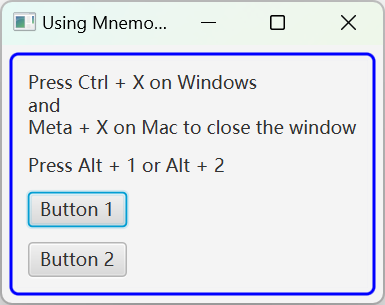 Using Mnemo...
Press Ctrl + X on Windows
and
Meta + X on Mac to close the window
Press Alt + 1 or Alt + 2
Button 1
Button 2